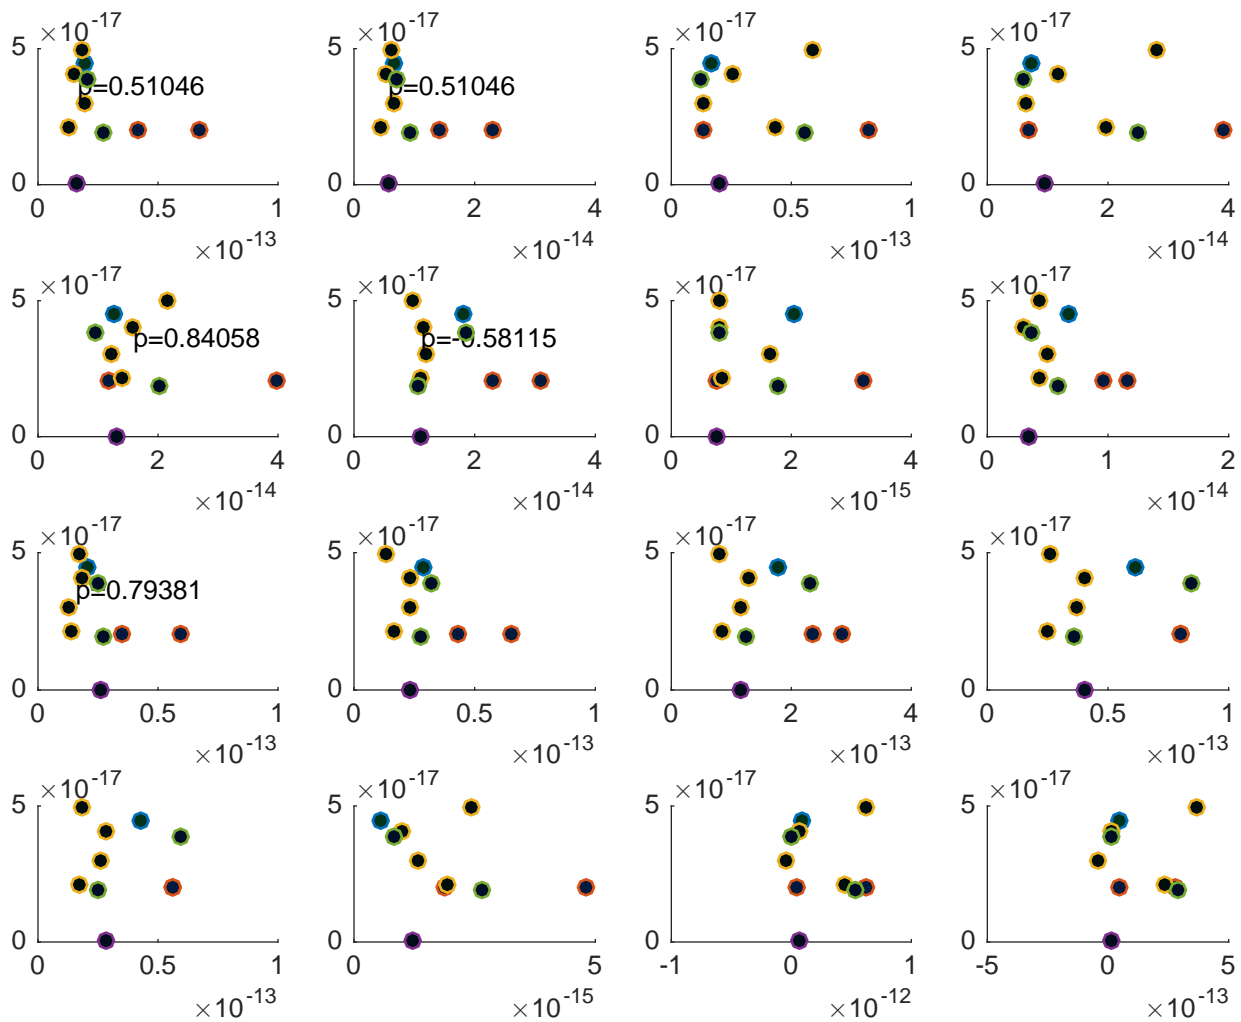 ×10^-17 ×10^-17 ×10^-17 ×10^-17
5 5 5 5
p=0.51046 p=0.51046
0 0 0 0
0 0.5 1 0 2 4 0 0.5 1 0 2 4
×10^-13 ×10^-14 ×10^-13 ×10^-14
×10^-17 ×10^-17 ×10^-17 ×10^-17
5 5 5 5
p=0.84058 p=-0.58115
0 0 0 0
0 2 4 0 2 4 0 2 4 0 1 2
×10^-14 ×10^-14 ×10^-15 ×10^-14
×10^-17 ×10^-17 ×10^-17 ×10^-17
5 5 5 5
p=0.79381
0 0 0 0
0 0.5 1 0 0.5 1 0 2 4 0 0.5 1
×10^-13 ×10^-13 ×10^-13 ×10^-13
×10^-17 ×10^-17 ×10^-17 ×10^-17
5 5 5 5
0 0 0 0
0 0.5 1 0 5 -1 0 1 -5 0 5
×10^-13 ×10^-15 ×10^-12 ×10^-13